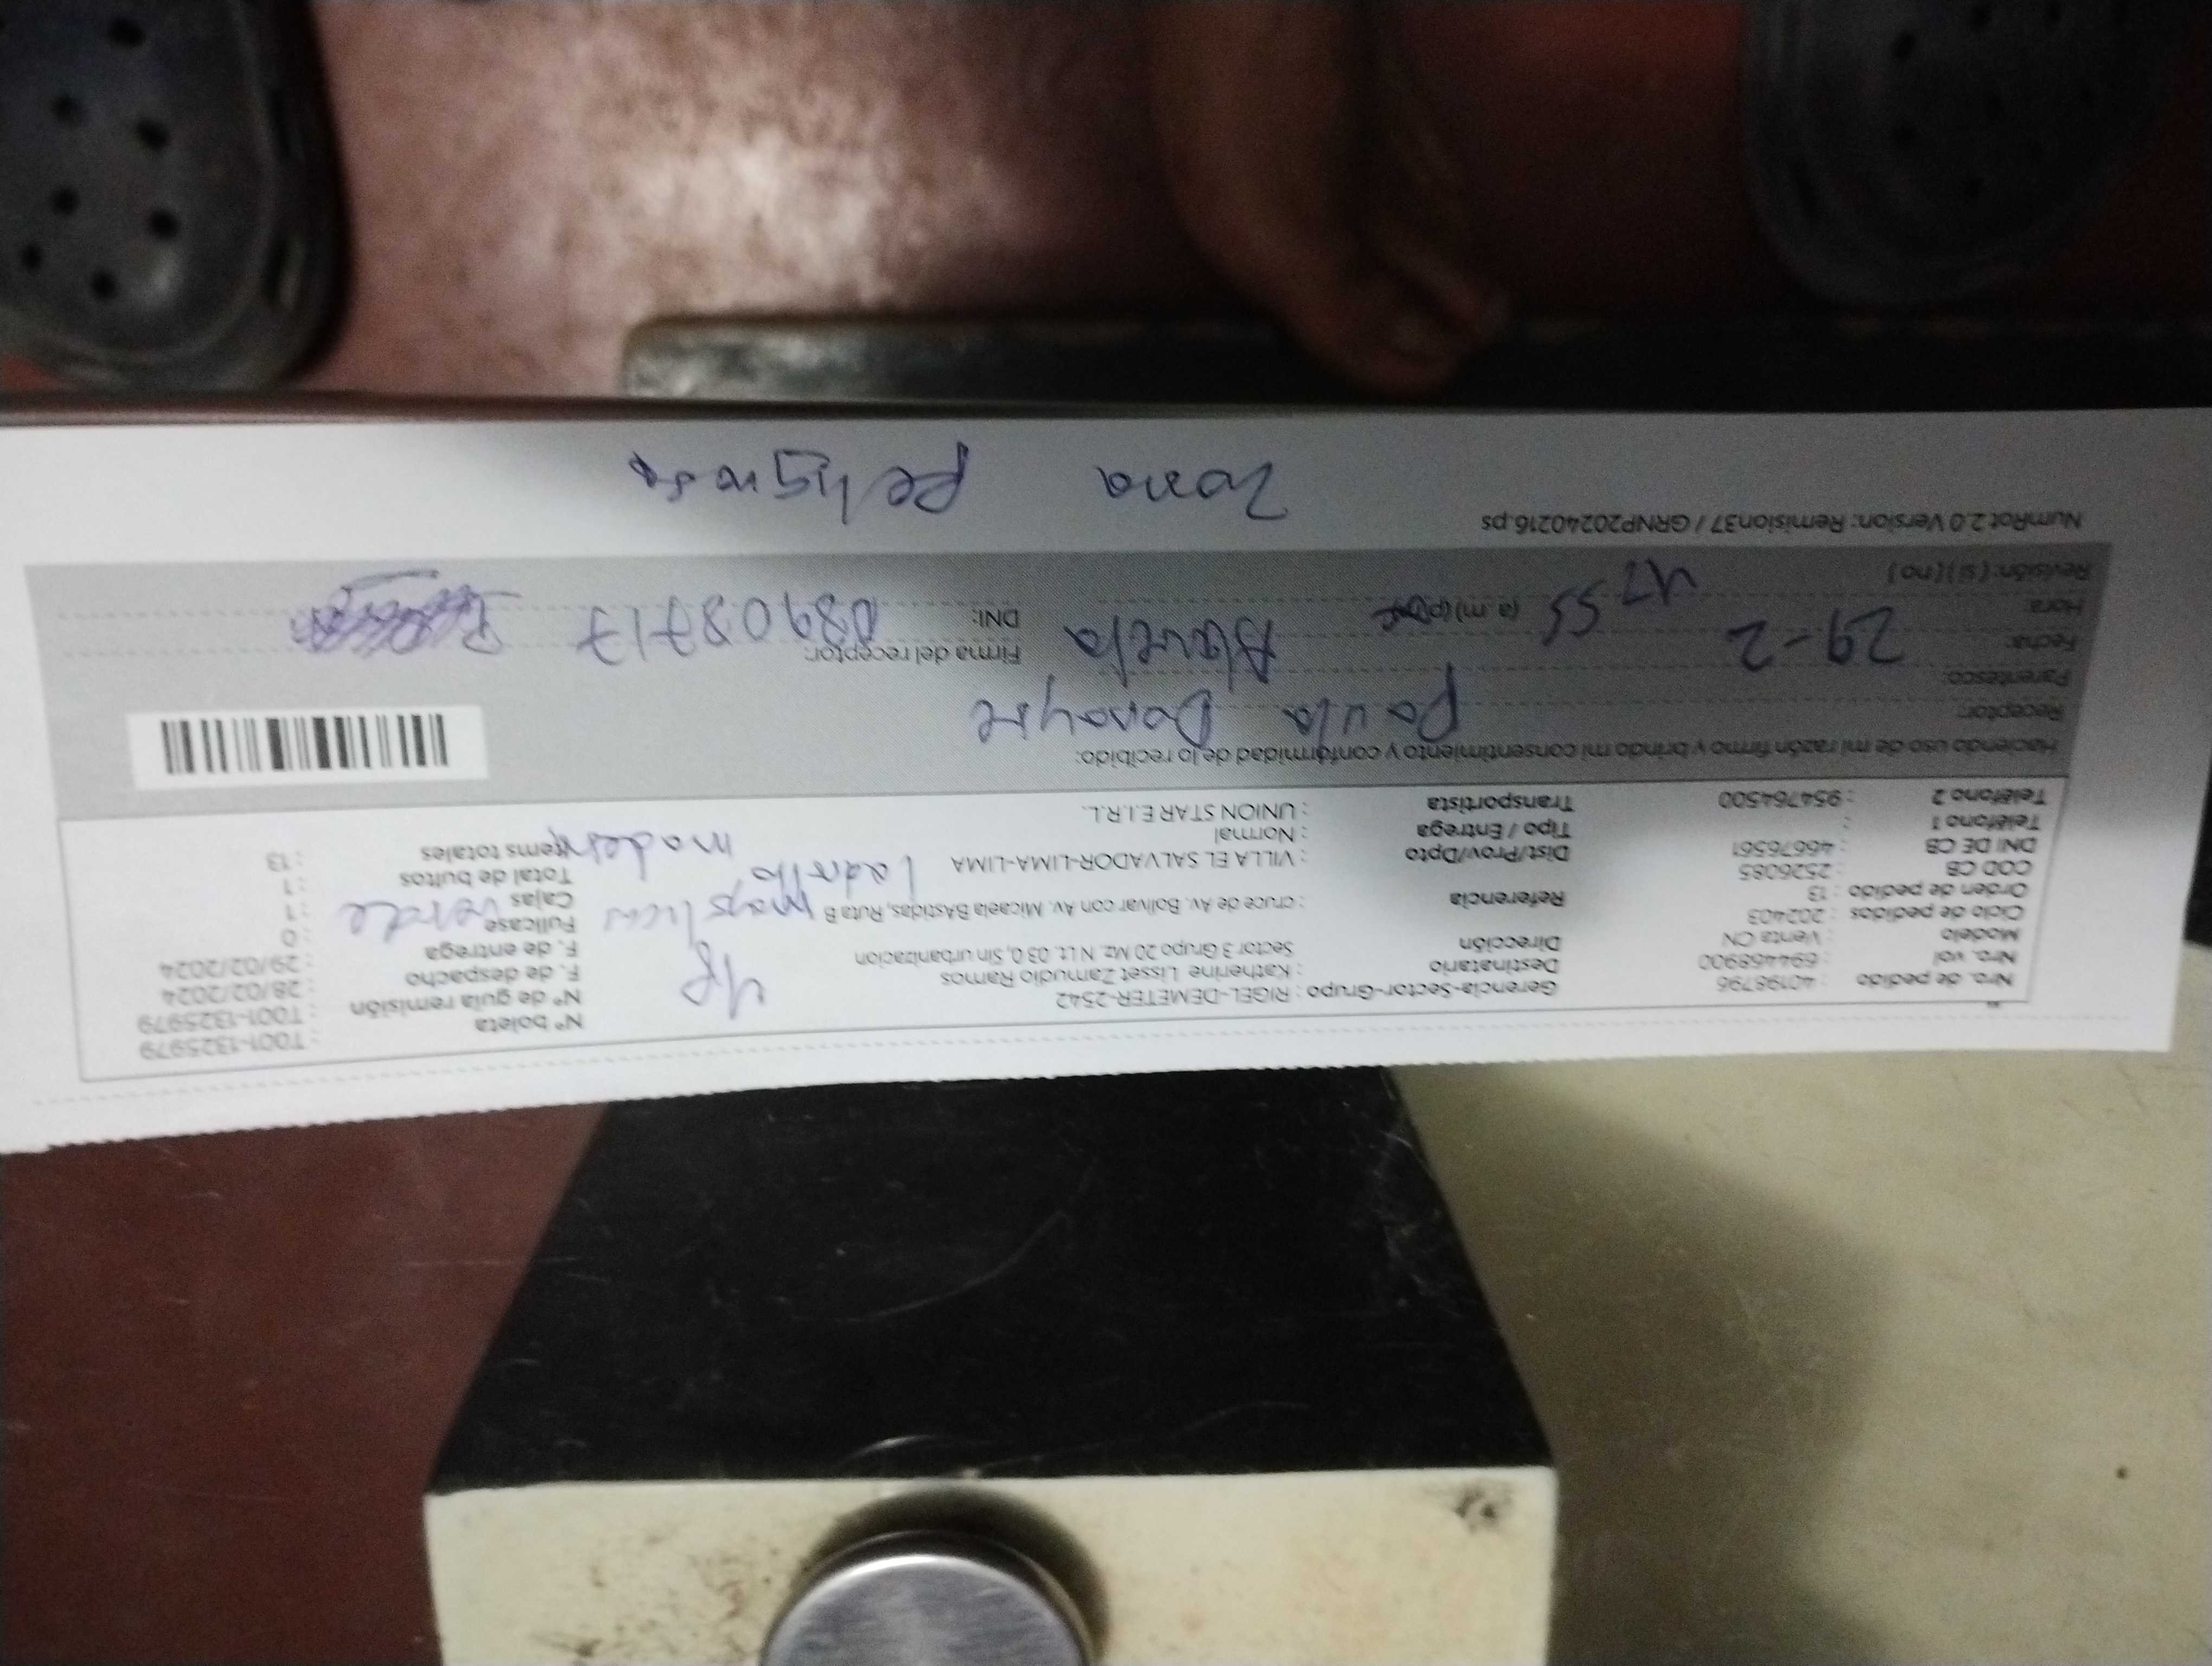 Nro. de pedido : 40198796
Nro. vol : 694468900
Modelo : Venta CN
Ciclo de pedidos : 202403
Orden de pedido : 13
COD CB : 2526085
DNI DE CB : 46676561
Teléfono 1 :
Teléfono 2 : 954764500
Gerencia-Sector-Grupo : RIGEL-DEMETER-2542
Destinatario : Katherine Lisset Zamudio Ramos
Dirección Sector 3 Grupo 20 Mz. N Lt. 03, 0, Sin urbanizacion
Referencia : cruce de Av. Bolivar con Av. Micaela BAstidas, Ruta B
Dist/Prov/Dpto : VILLA EL SALVADOR-LIMA-LIMA
Tipo / Entrega : Normal
Transportista : UNION STAR E.I.R.L.
N° boleta : T001-1325979
N° de guía remisión : T001-1325979
F. de despacho : 28/02/2024
F. de entrega : 29/02/2024
Fullcase : 0
Cajas : 1
Total de bultos : 1
Items totales : 13
4P
mayolicas verde
Ladrillo
madera
Haciendo uso de mi razón firmo y brindo mi consentimiento y conformidad de lo recibido:
Receptor: Paula Donayre
Parentesco: Abuela
Fecha: 29-2
Hora: 55 (a. m) (p
Revisión: ( si ) ( no )
Firma del receptor:
DNI: 08908717
NumRot 2.0 Version: Remision37 / GRNP20240216.ps
Zona peligrosa